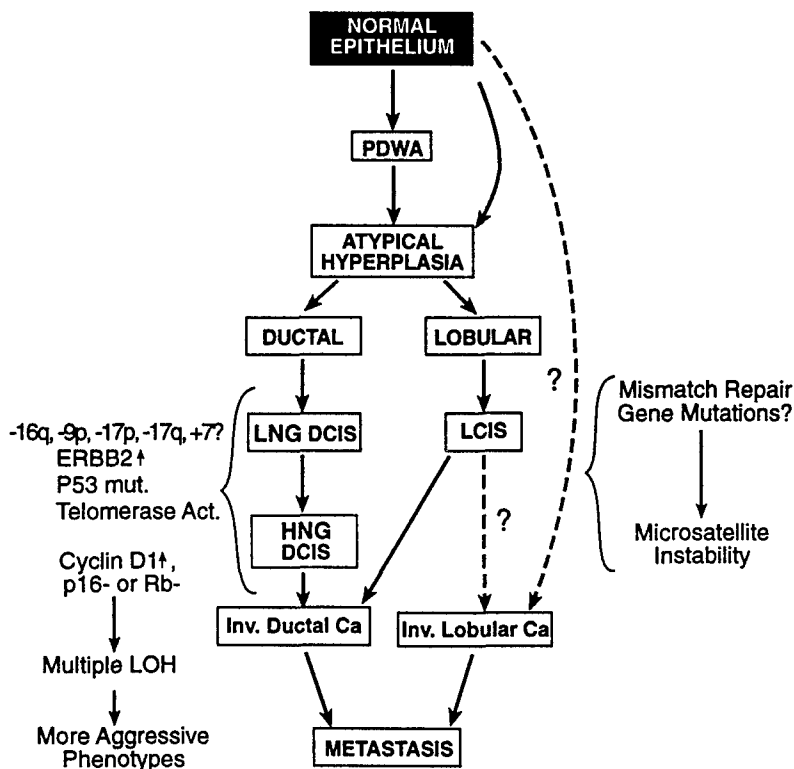 NORMAL
EPITHELIUM
PDWA
ATYPICAL
HYPERPLASIA
DUCTAL
LOBULAR
?
Mismatch Repair
Gene Mutations?
-16q, -9p, -17p, -17q, +7?
ERBB2↑
P53 mut.
Telomerase Act.
LNG DCIS
LCIS
HNG
DCIS
?
Microsatellite
Instability
Cyclin D1↑,
p16- or Rb-
Inv. Ductal Ca
Inv. Lobular Ca
Multiple LOH
More Aggressive
Phenotypes
METASTASIS